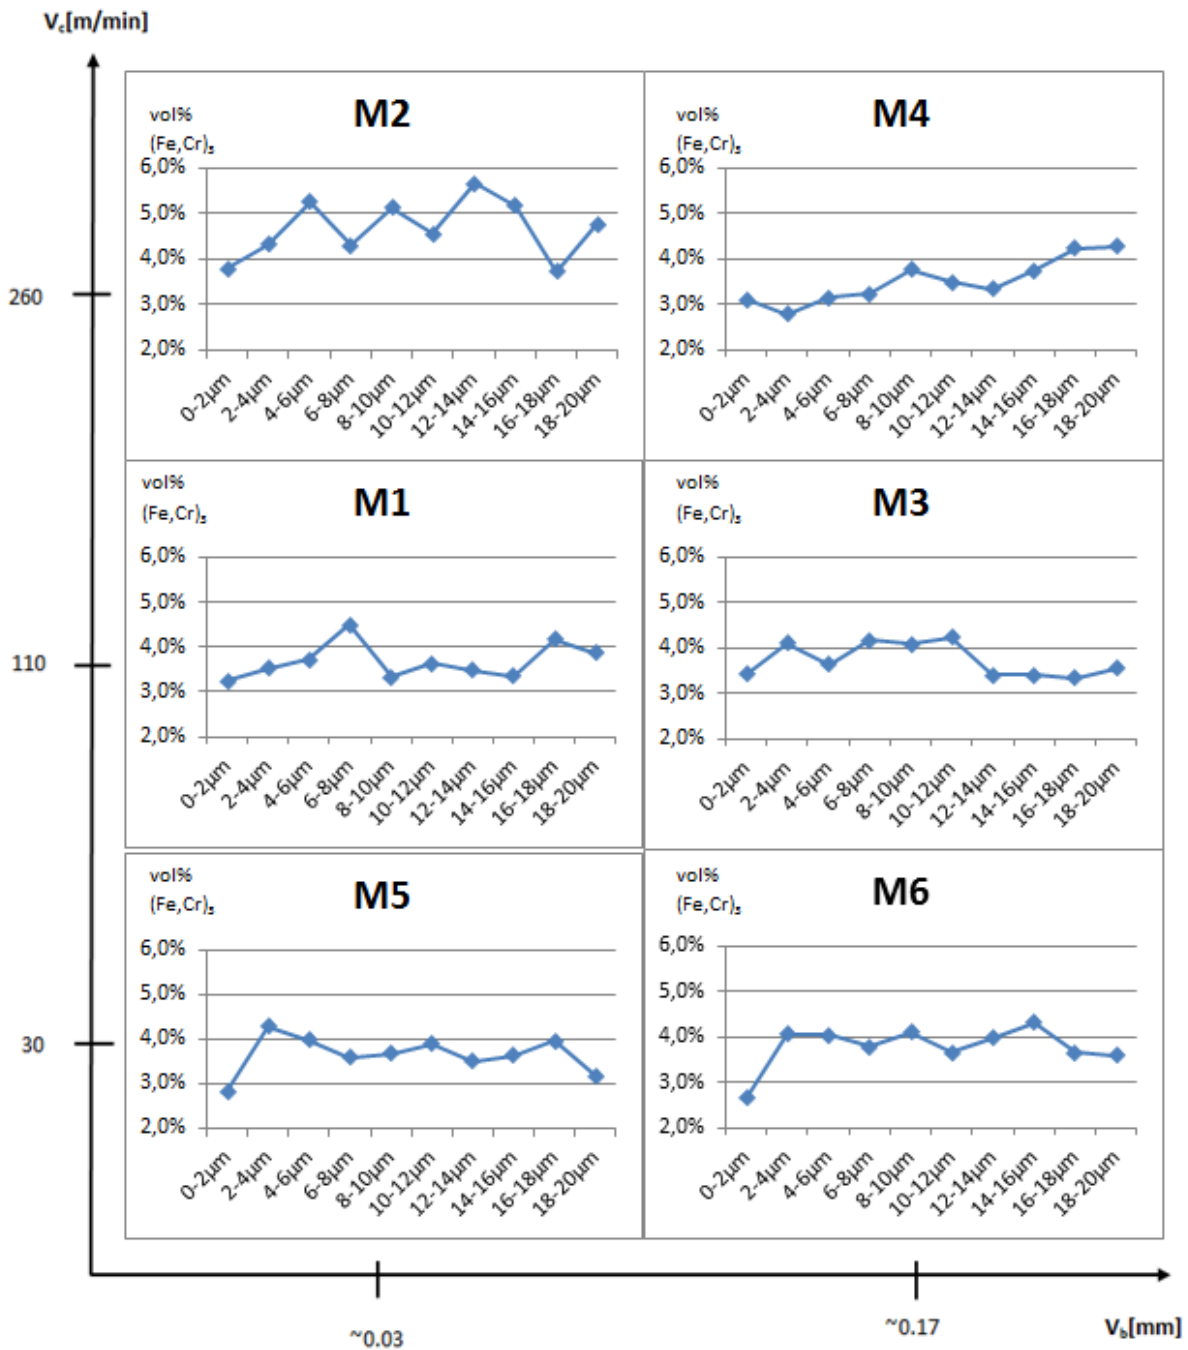 Vc[m/min]
M2
vol%
(Fe,Cr)₅
6,0%
5,0%
4,0%
3,0%
2,0%
0-2µm
2-4µm
4-6µm
6-8µm
8-10µm
10-12µm
12-14µm
14-16µm
16-18µm
18-20µm
M4
vol%
(Fe,Cr)₅
6,0%
5,0%
4,0%
3,0%
2,0%
0-2µm
2-4µm
4-6µm
6-8µm
8-10µm
10-12µm
12-14µm
14-16µm
16-18µm
18-20µm
260
M1
vol%
(Fe,Cr)₅
6,0%
5,0%
4,0%
3,0%
2,0%
0-2µm
2-4µm
4-6µm
6-8µm
8-10µm
10-12µm
12-14µm
14-16µm
16-18µm
18-20µm
M3
vol%
(Fe,Cr)₅
6,0%
5,0%
4,0%
3,0%
2,0%
0-2µm
2-4µm
4-6µm
6-8µm
8-10µm
10-12µm
12-14µm
14-16µm
16-18µm
18-20µm
110
M5
vol%
(Fe,Cr)₅
6,0%
5,0%
4,0%
3,0%
2,0%
0-2µm
2-4µm
4-6µm
6-8µm
8-10µm
10-12µm
12-14µm
14-16µm
16-18µm
18-20µm
M6
vol%
(Fe,Cr)₅
6,0%
5,0%
4,0%
3,0%
2,0%
0-2µm
2-4µm
4-6µm
6-8µm
8-10µm
10-12µm
12-14µm
14-16µm
16-18µm
18-20µm
30
~0.03
~0.17
Vb[mm]